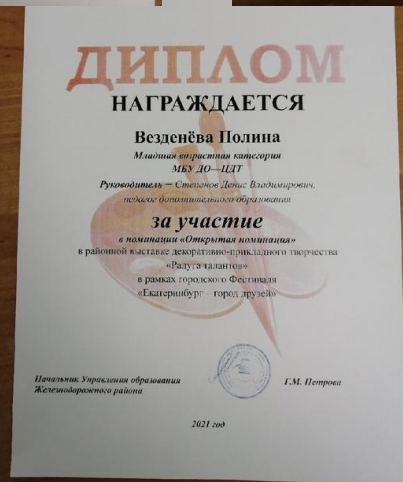 ДИПЛОМ
НАГРАЖДАЕТСЯ
Везденёва Полина
Младшая возрастная категория
МБУ ДО—ЦДТ
Руководитель – Степанов Денис Владимирович,
педагог дополнительного образования
за участие
в номинации «Открытая номинация»
в районной выставке декоративно-прикладного творчества
«Радуга талантов»
в рамках городского Фестиваля
«Екатеринбург – город друзей»
Начальник Управления образования
Железнодорожного района
Г.М. Петрова
2021 год